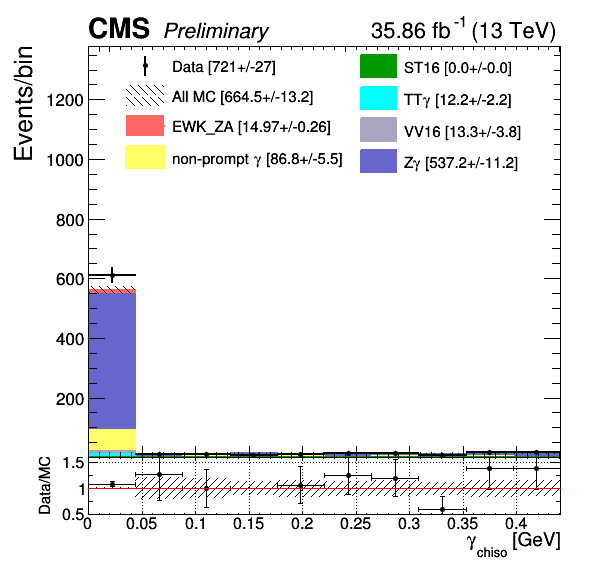 CMS Preliminary 35.86 fb⁻¹ (13 TeV)
Events/bin
Data [721+/-27]
All MC [664.5+/-13.2]
EWK_ZA [14.97+/-0.26]
non-prompt γ [86.8+/-5.5]
ST16 [0.0+/-0.0]
TTγ [12.2+/-2.2]
VV16 [13.3+/-3.8]
Zγ [537.2+/-11.2]
1200
1000
800
600
400
200
Data/MC
1.5
1
0.5
0 0.05 0.1 0.15 0.2 0.25 0.3 0.35 0.4
γchiso [GeV]